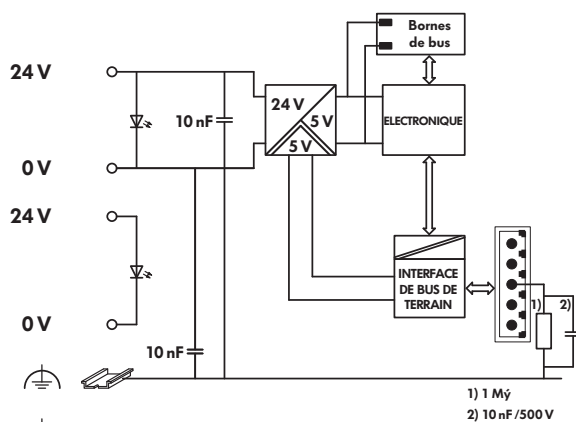 Bornes
de bus
24 V
24 V
5 V
5 V
10 nF
ELECTRONIQUE
0 V
24 V
INTERFACE
DE BUS DE
TERRAIN
1)
2)
0 V
10 nF
1) 1 Mý
2) 10 nF/500 V